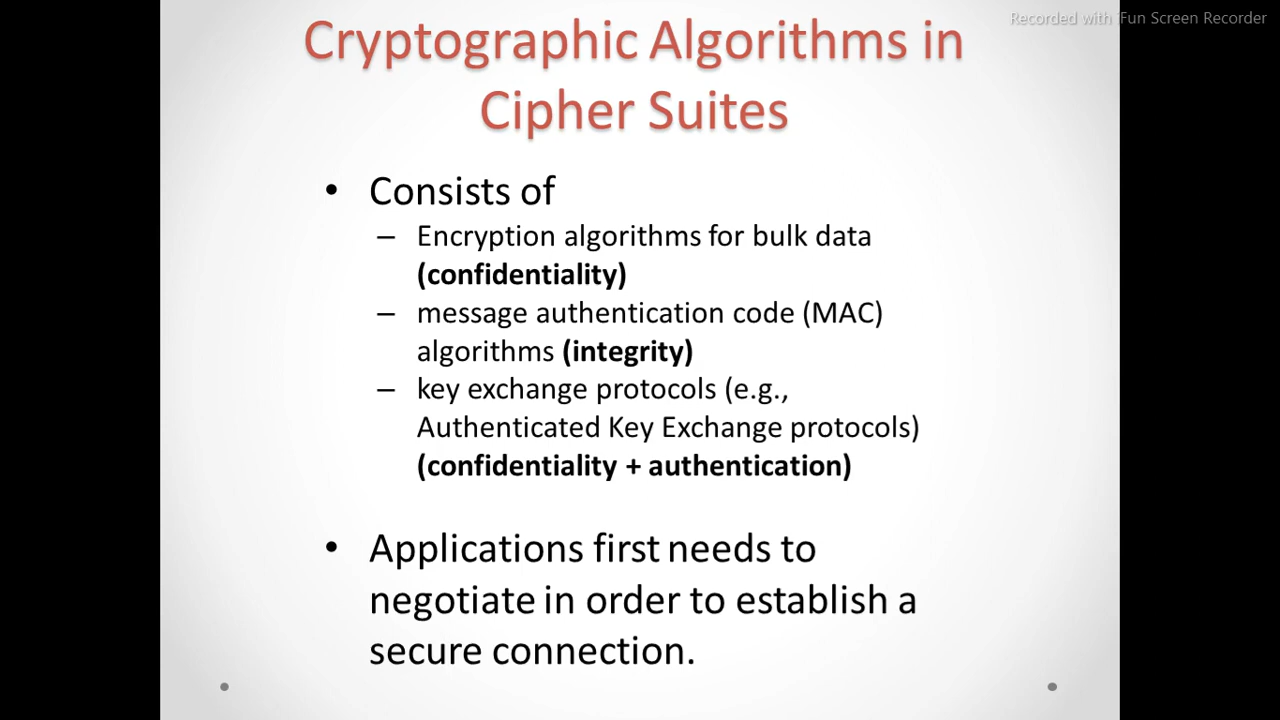 Recorded with iFun Screen Recorder
Cryptographic Algorithms in
Cipher Suites
• Consists of
– Encryption algorithms for bulk data
(confidentiality)
– message authentication code (MAC)
algorithms (integrity)
– key exchange protocols (e.g.,
Authenticated Key Exchange protocols)
(confidentiality + authentication)
• Applications first needs to
negotiate in order to establish a
secure connection.